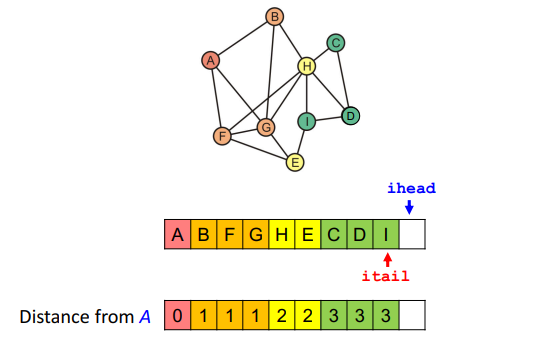 B
C
A
H
G
I
D
F
E
ihead
A B F G H E C D I
itail
Distance from A 0 1 1 1 2 2 3 3 3